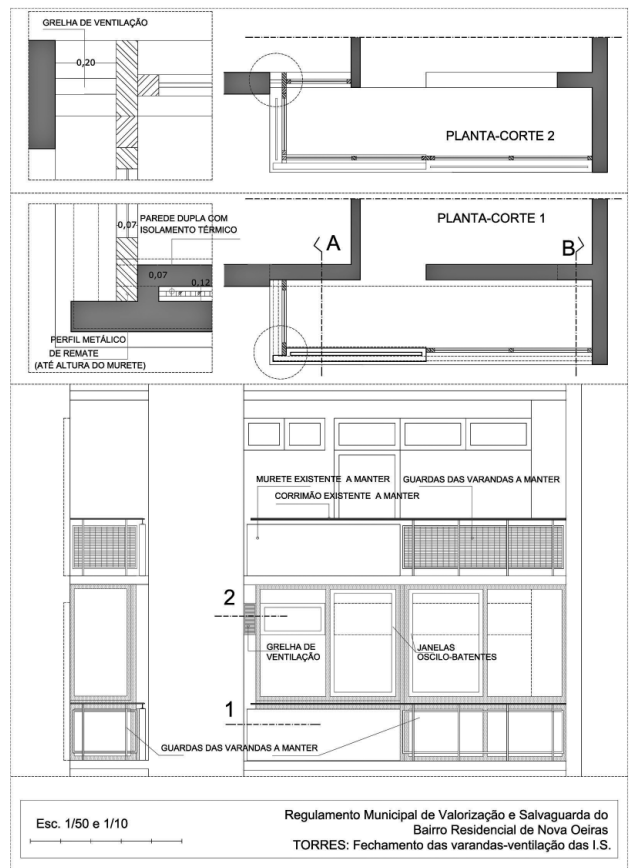 GRELHA DE VENTILAÇÃO
0,20
PLANTA-CORTE 2
0,07
PAREDE DUPLA COM
ISOLAMENTO TÉRMICO
0,07
0,12
PERFIL METÁLICO
DE REMATE
(ATÉ ALTURA DO MURETE)
PLANTA-CORTE 1
A
B
MURETE EXISTENTE A MANTER
GUARDAS DAS VARANDAS A MANTER
CORRIMÃO EXISTENTE A MANTER
2
GRELHA DE
VENTILAÇÃO
JANELAS
OSCILO-BATENTES
1
GUARDAS DAS VARANDAS A MANTER
Esc. 1/50 e 1/10
Regulamento Municipal de Valorização e Salvaguarda do
Bairro Residencial de Nova Oeiras
TORRES: Fechamento das varandas-ventilação das I.S.